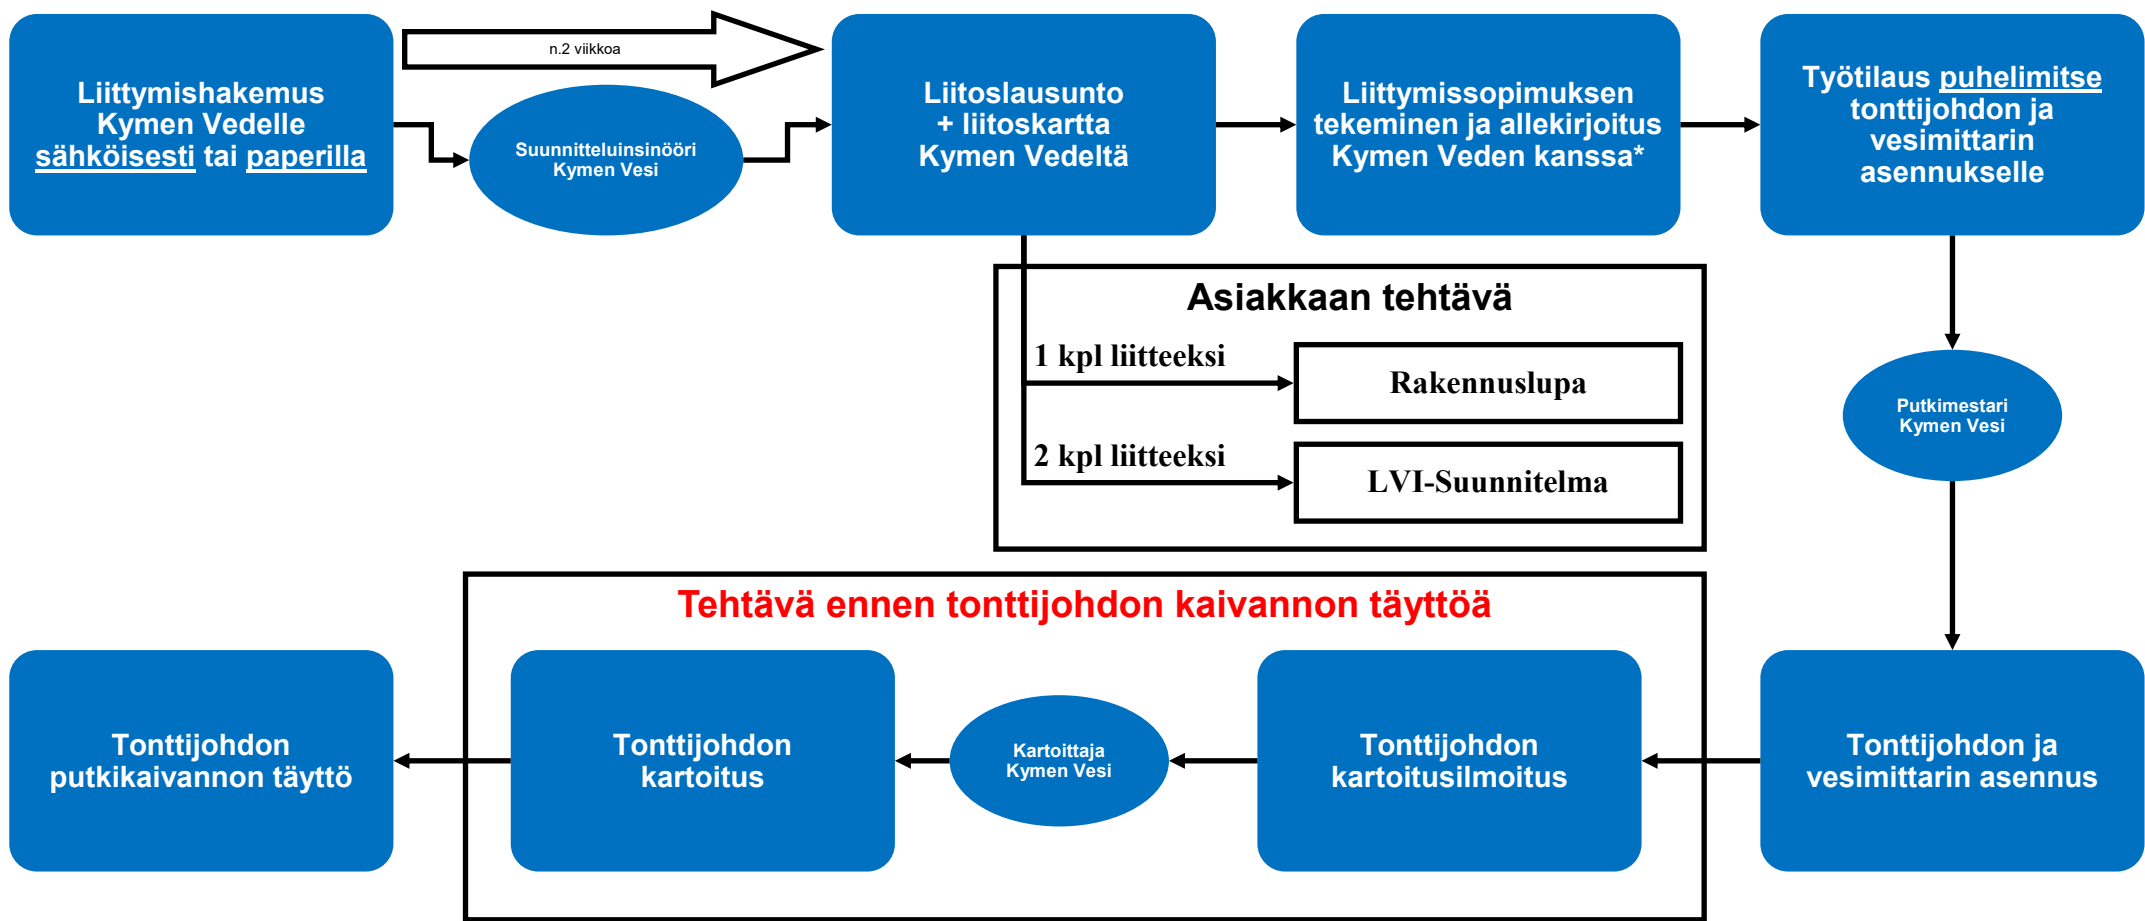 Liittymishakemus
Kymen Vedelle
sähköisesti tai paperilla
n.2 viikkoa
Suunnitteluinsinööri
Kymen Vesi
Liitoslausunto
+ liitoskartta
Kymen Vedeltä
Liittymissopimuksen
tekeminen ja allekirjoitus
Kymen Veden kanssa*
Työtilaus puhelimitse
tonttijohdon ja
vesimittarin
asennukselle
Asiakkaan tehtävä
1 kpl liitteeksi
Rakennuslupa
2 kpl liitteeksi
LVI-Suunnitelma
Putkimestari
Kymen Vesi
Tehtävä ennen tonttijohdon kaivannon täyttöä
Tonttijohdon
putkikaivannon täyttö
Tonttijohdon
kartoitus
Kartoittaja
Kymen Vesi
Tonttijohdon
kartoitusilmoitus
Tonttijohdon ja
vesimittarin asennus